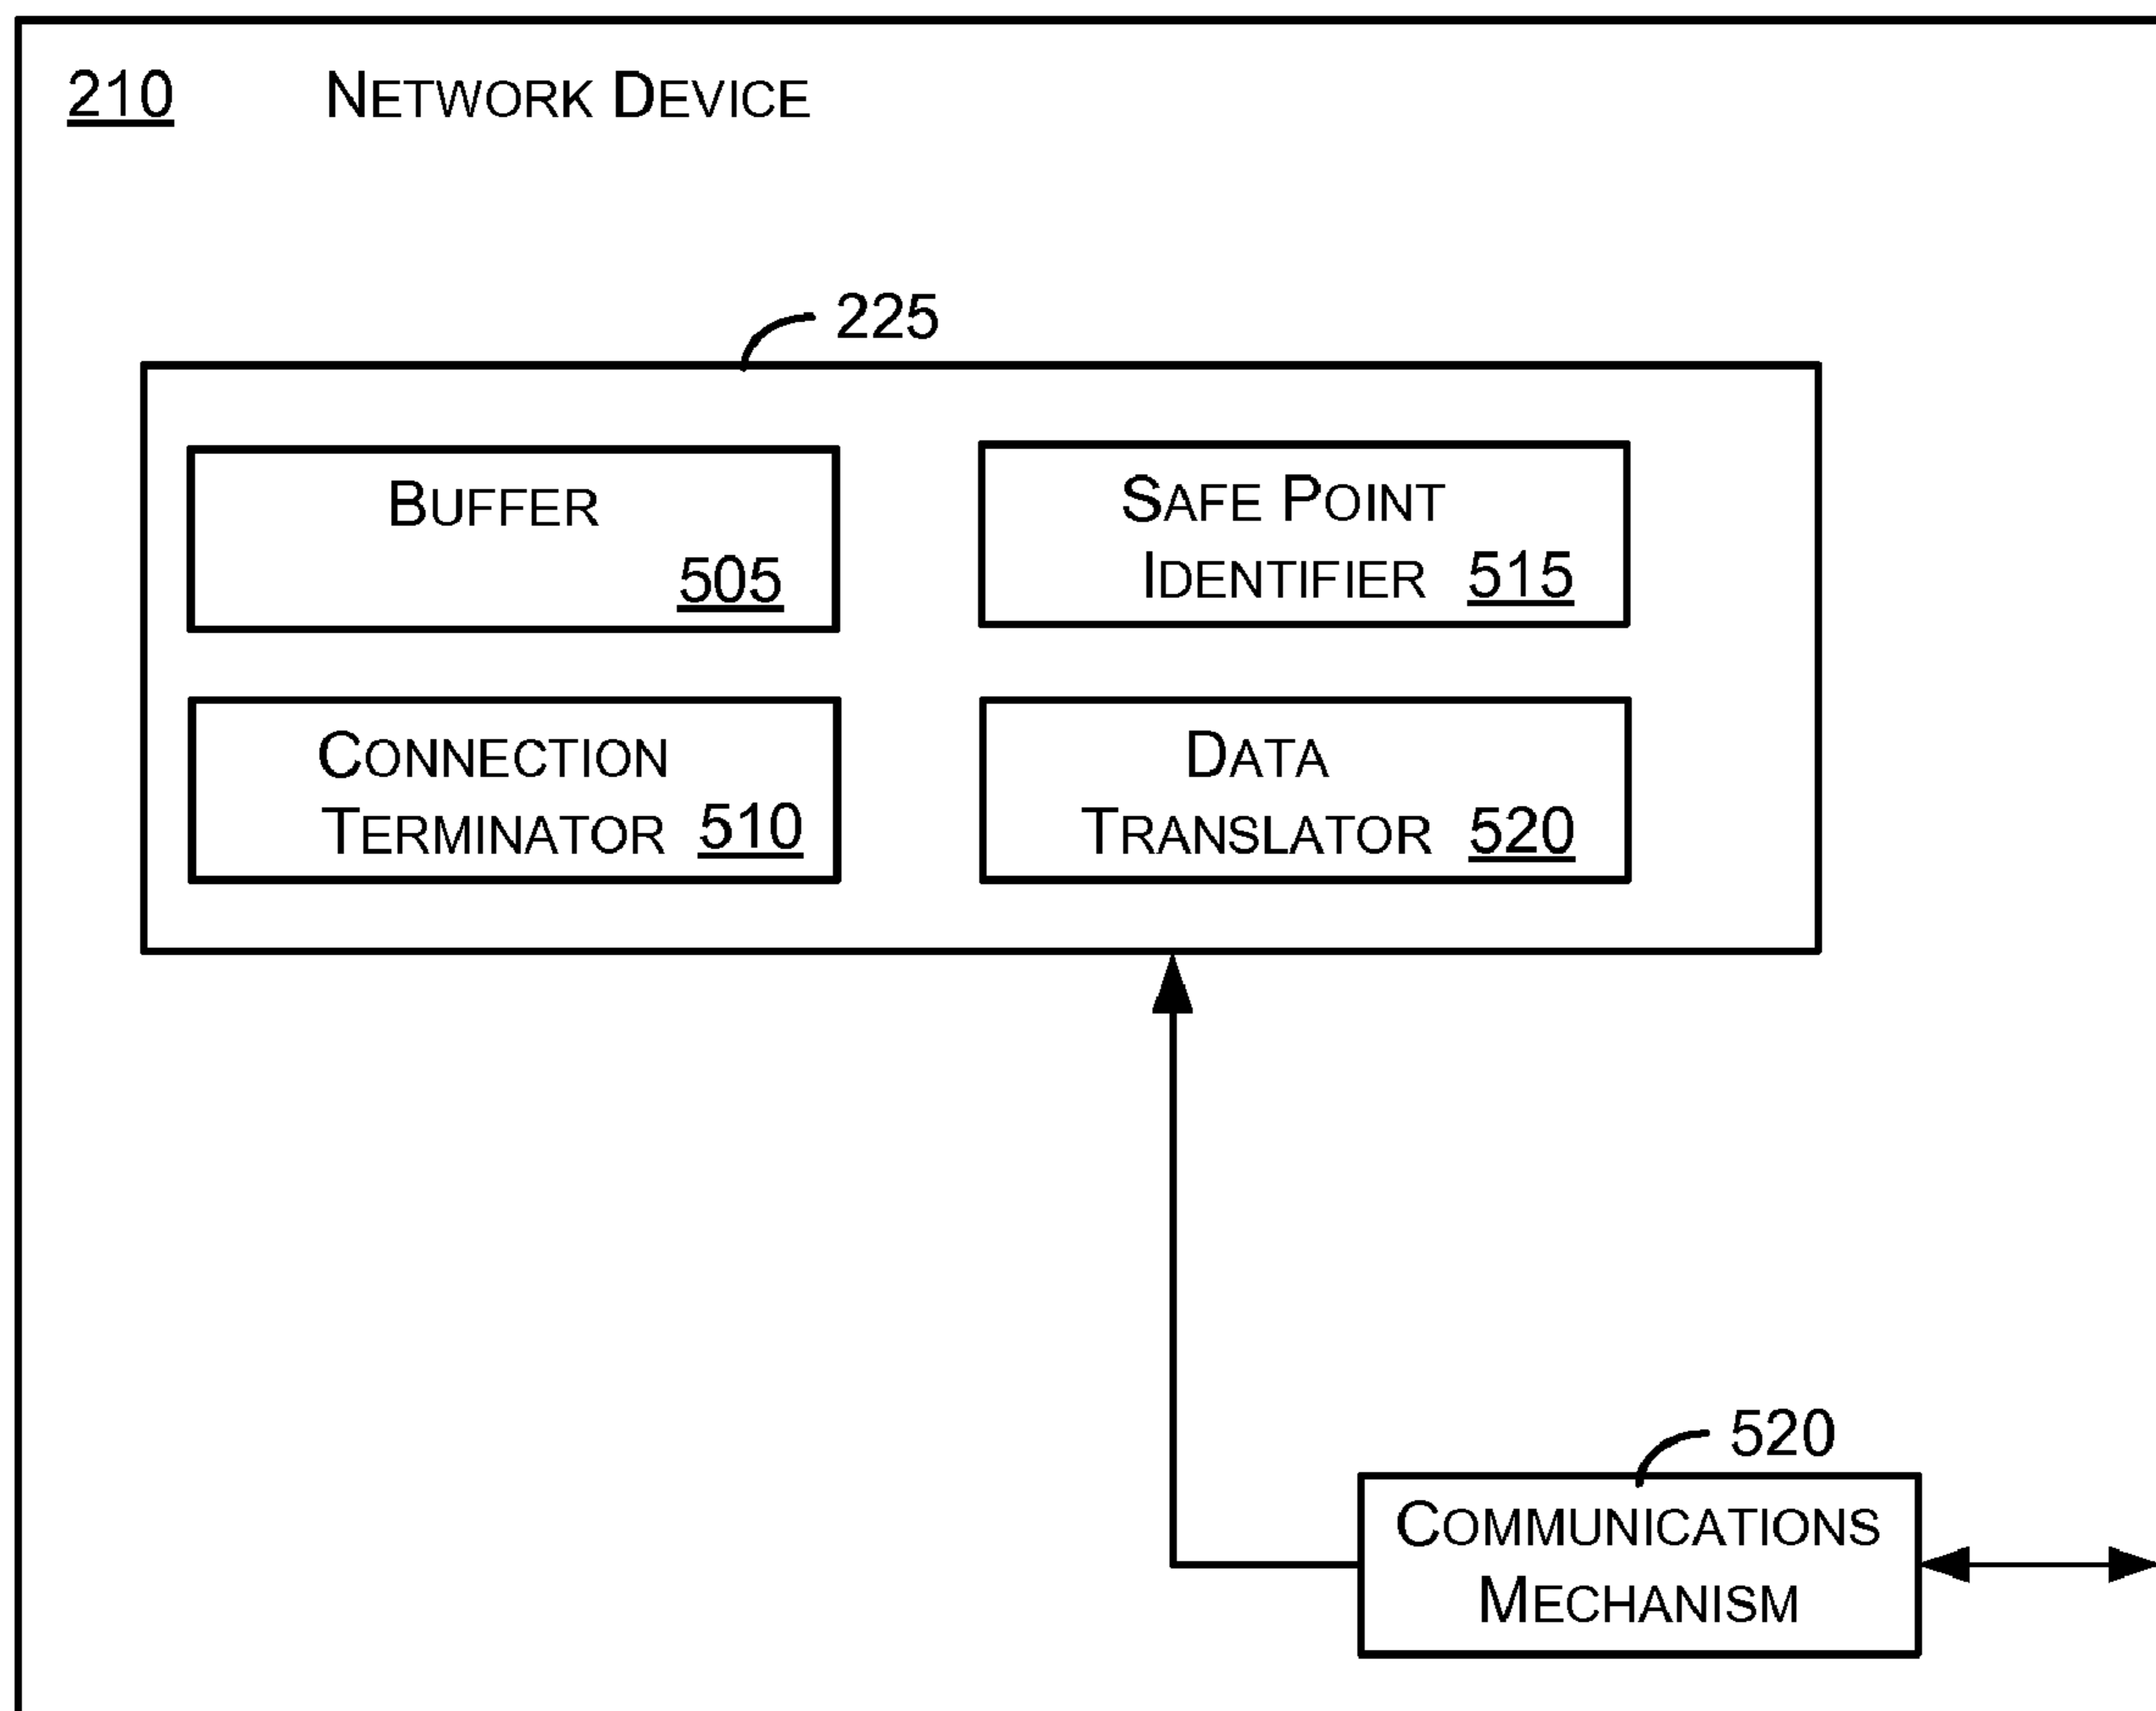 210 NETWORK DEVICE
225
BUFFER
505
SAFE POINT
IDENTIFIER 515
CONNECTION
TERMINATOR 510
DATA
TRANSLATOR 520
520
COMMUNICATIONS
MECHANISM